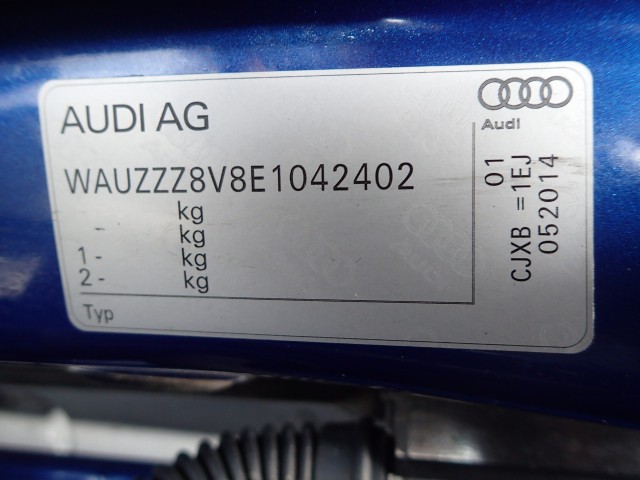 AUDI AG
Audi
WAUZZZ8V8E1042402
kg
- kg
1- kg
2- kg
Typ
01
CJXB =1EJ
052014